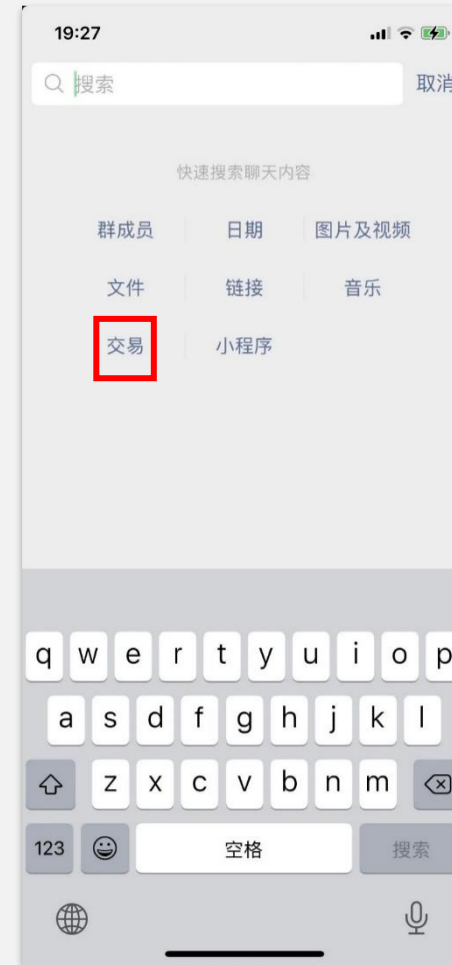 19:27
搜索 取消
快速搜索聊天内容
群成员 日期 图片及视频
文件 链接 音乐
交易 小程序
q w e r t y u i o p
a s d f g h j k l
z x c v b n m
123 空格 搜索